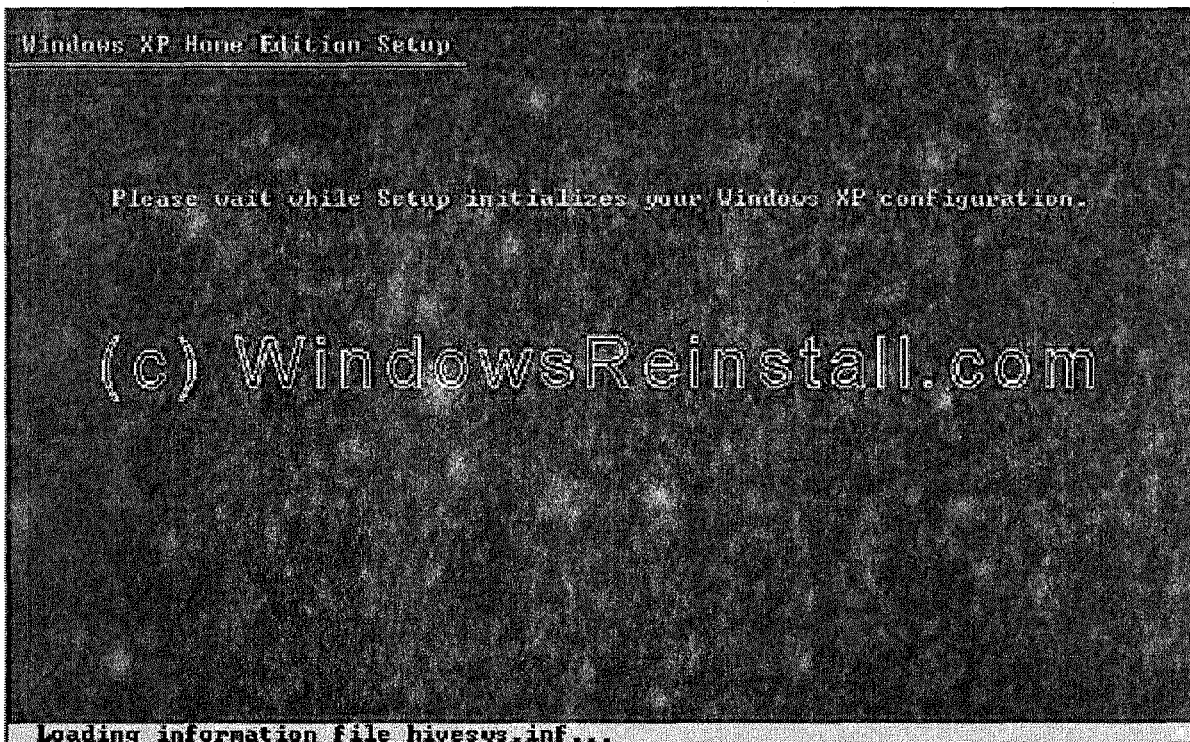 Windows XP Home Edition Setup
Please wait while Setup initializes your Windows XP configuration.
(c) WindowsReinstall.com
Loading information file hivesys.inf...